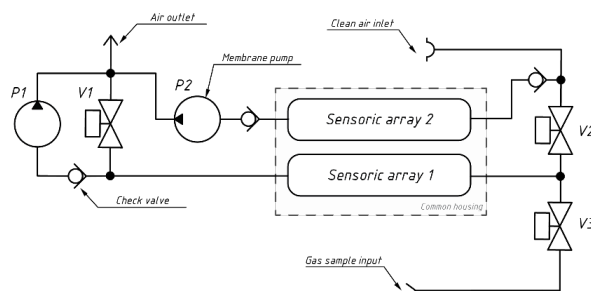 Air outlet
Clean air inlet
P1
V1
P2
Membrane pump
Sensoric array 2
V2
Sensoric array 1
Check valve
Common housing
V3
Gas sample input